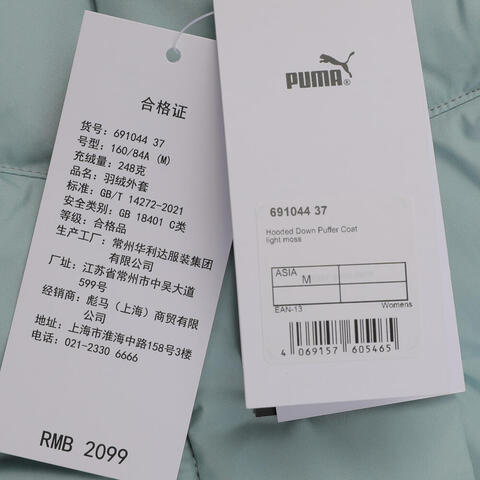 合格证
货号: 691044 37
号型: 160/84A (M)
充绒量: 248克
品名: 羽绒外套
标准: GB/T 14272-2021
安全类别: GB 18401 C类
等级: 合格品
生产工厂: 常州华利达服装集团
有限公司
厂址: 江苏省常州市中吴大道
599号
经销商: 彪马(上海)商贸有限
公司
地址: 上海市淮海中路158号3楼
电话: 021-2330 6666
RMB 2099
PUMA®
691044 37
Hooded Down Puffer Coat
light moss
ASIA
M
EAN-13
Womens
4 069157 605465